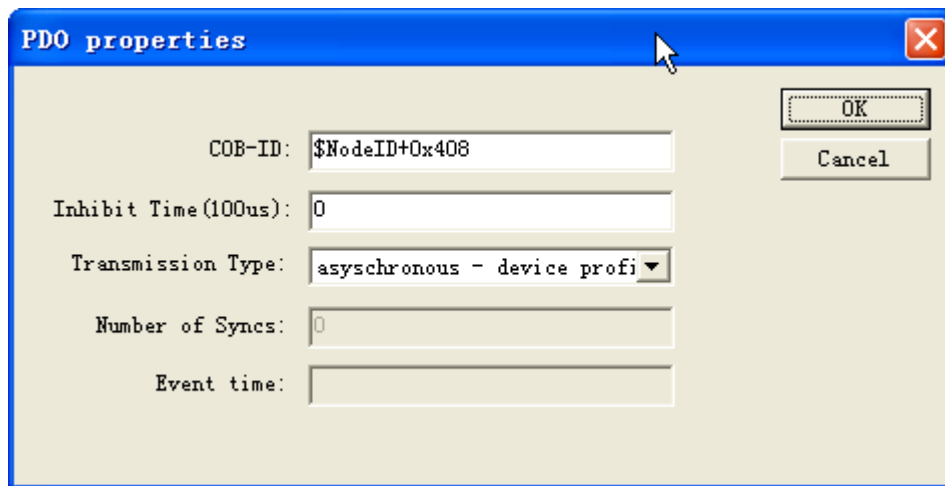 PDO properties
OK
COB-ID: $NodeID+0x408
Cancel
Inhibit Time(100us): 0
Transmission Type: asyschronous - device profi
Number of Syncs: 0
Event time: